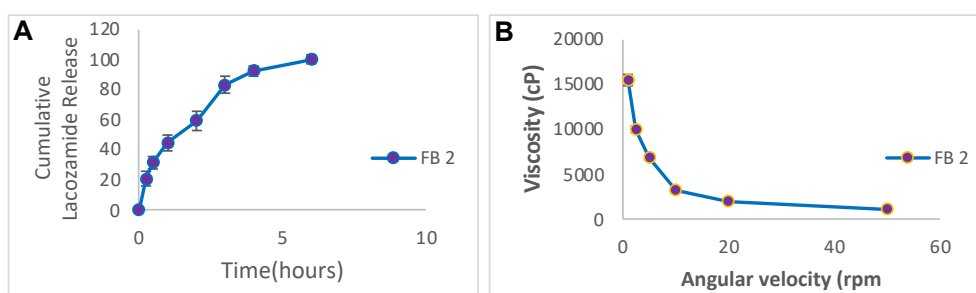 A
Cumulative
Lacozamide Release
120
100
80
60
40
20
0
0
5
10
Time(hours)
FB 2
B
Viscosity (cP)
20000
15000
10000
5000
0
0
20
40
60
Angular velocity (rpm
FB 2